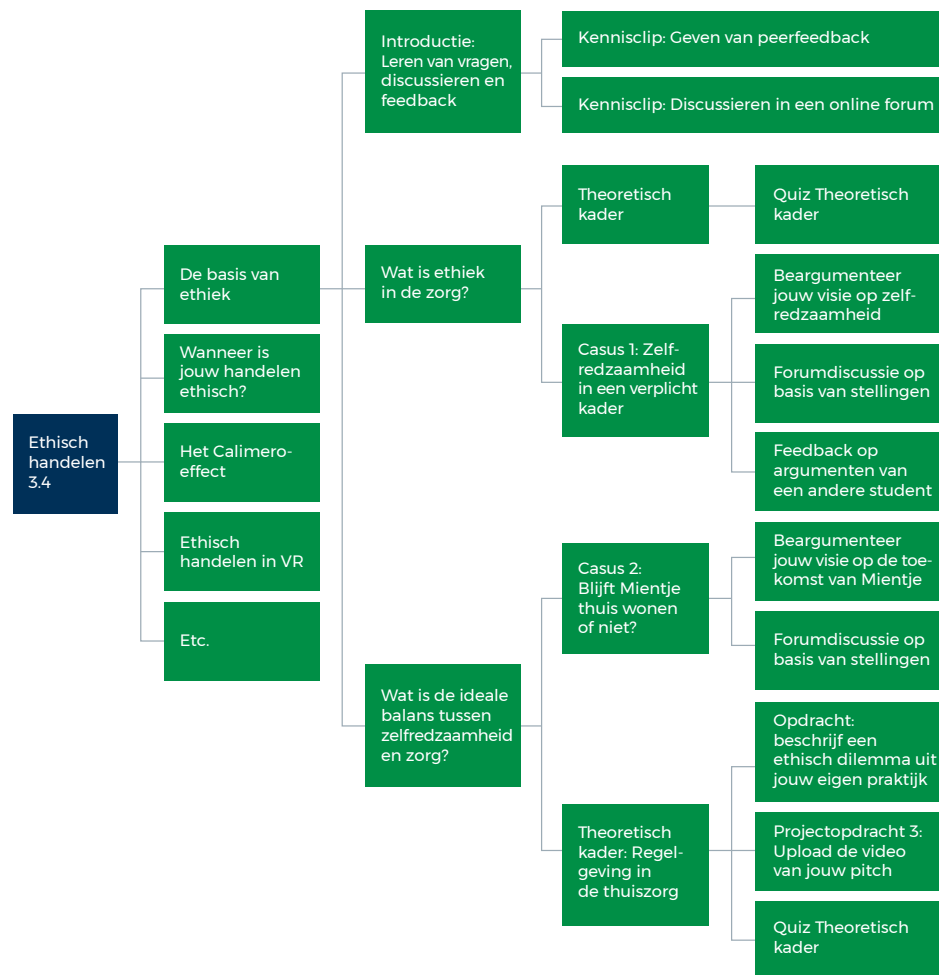 Ethisch
handelen
3.4
De basis van
ethiek
Wanneer is
jouw handelen
ethisch?
Het Calimero-
effect
Ethisch
handelen in VR
Etc.
Introductie:
Leren van vragen,
discussieren en
feedback
Kennisclip: Geven van peerfeedback
Kennisclip: Discussieren in een online forum
Wat is ethiek
in de zorg?
Theoretisch
kader
Quiz Theoretisch
kader
Casus 1: Zelf-
redzaamheid
in een verplicht
kader
Beargumenteer
jouw visie op zelf-
redzaamheid
Forumdiscussie op
basis van stellingen
Feedback op
argumenten van
een andere student
Wat is de ideale
balans tussen
zelfredzaamheid
en zorg?
Casus 2:
Blijft Mientje
thuis wonen
of niet?
Beargumenteer
jouw visie op de toe-
komst van Mientje
Forumdiscussie op
basis van stellingen
Theoretisch
kader: Regel-
geving in
de thuiszorg
Opdracht:
beschrijf een
ethisch dilemma uit
jouw eigen praktijk
Projectopdracht 3:
Upload de video
van jouw pitch
Quiz Theoretisch
kader